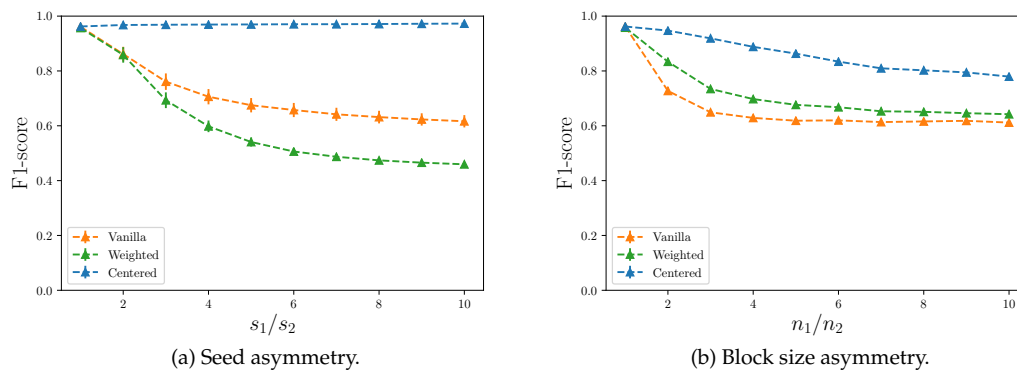 F1-score
1.0
0.8
0.6
0.4
0.2
0.0
Vanilla
Weighted
Centered
2 4 6 8 10
s₁/s₂
(a) Seed asymmetry.
F1-score
1.0
0.8
0.6
0.4
0.2
0.0
Vanilla
Weighted
Centered
2 4 6 8 10
n₁/n₂
(b) Block size asymmetry.